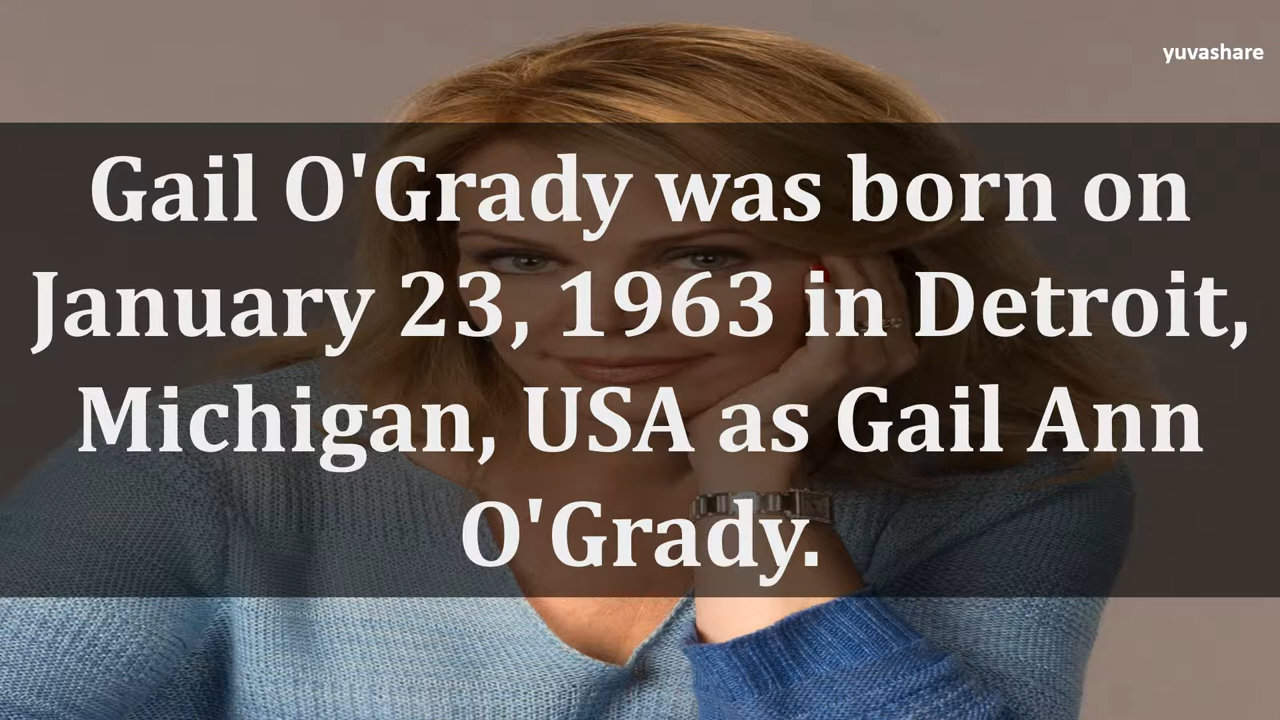 yuvashare
Gail O'Grady was born on
January 23, 1963 in Detroit,
Michigan, USA as Gail Ann
O'Grady.